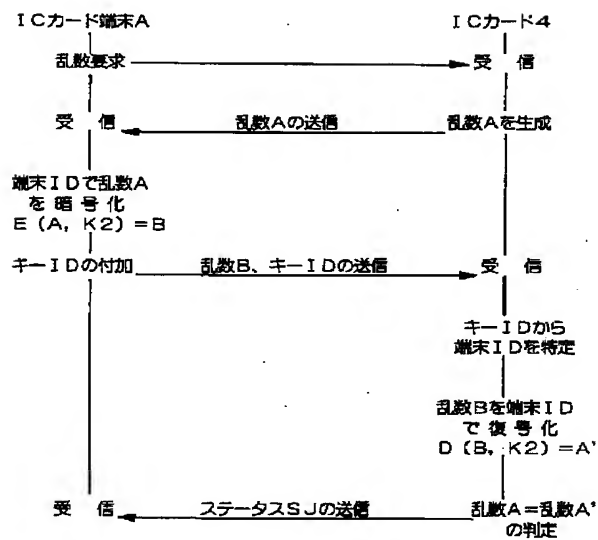 ICカード端末A
ICカード4
乱数要求
受 信
受 信
乱数Aの送信
乱数Aを生成
端末IDで乱数A
を 暗 号 化
E (A, K2) =B
キーIDの付加
乱数B、キーIDの送信
受 信
キーIDから
端末IDを特定
乱数Bを端末ID
で 復 号 化
D (B, K2) =A'
受 信
ステータスSJの送信
乱数A=乱数A'
の判定